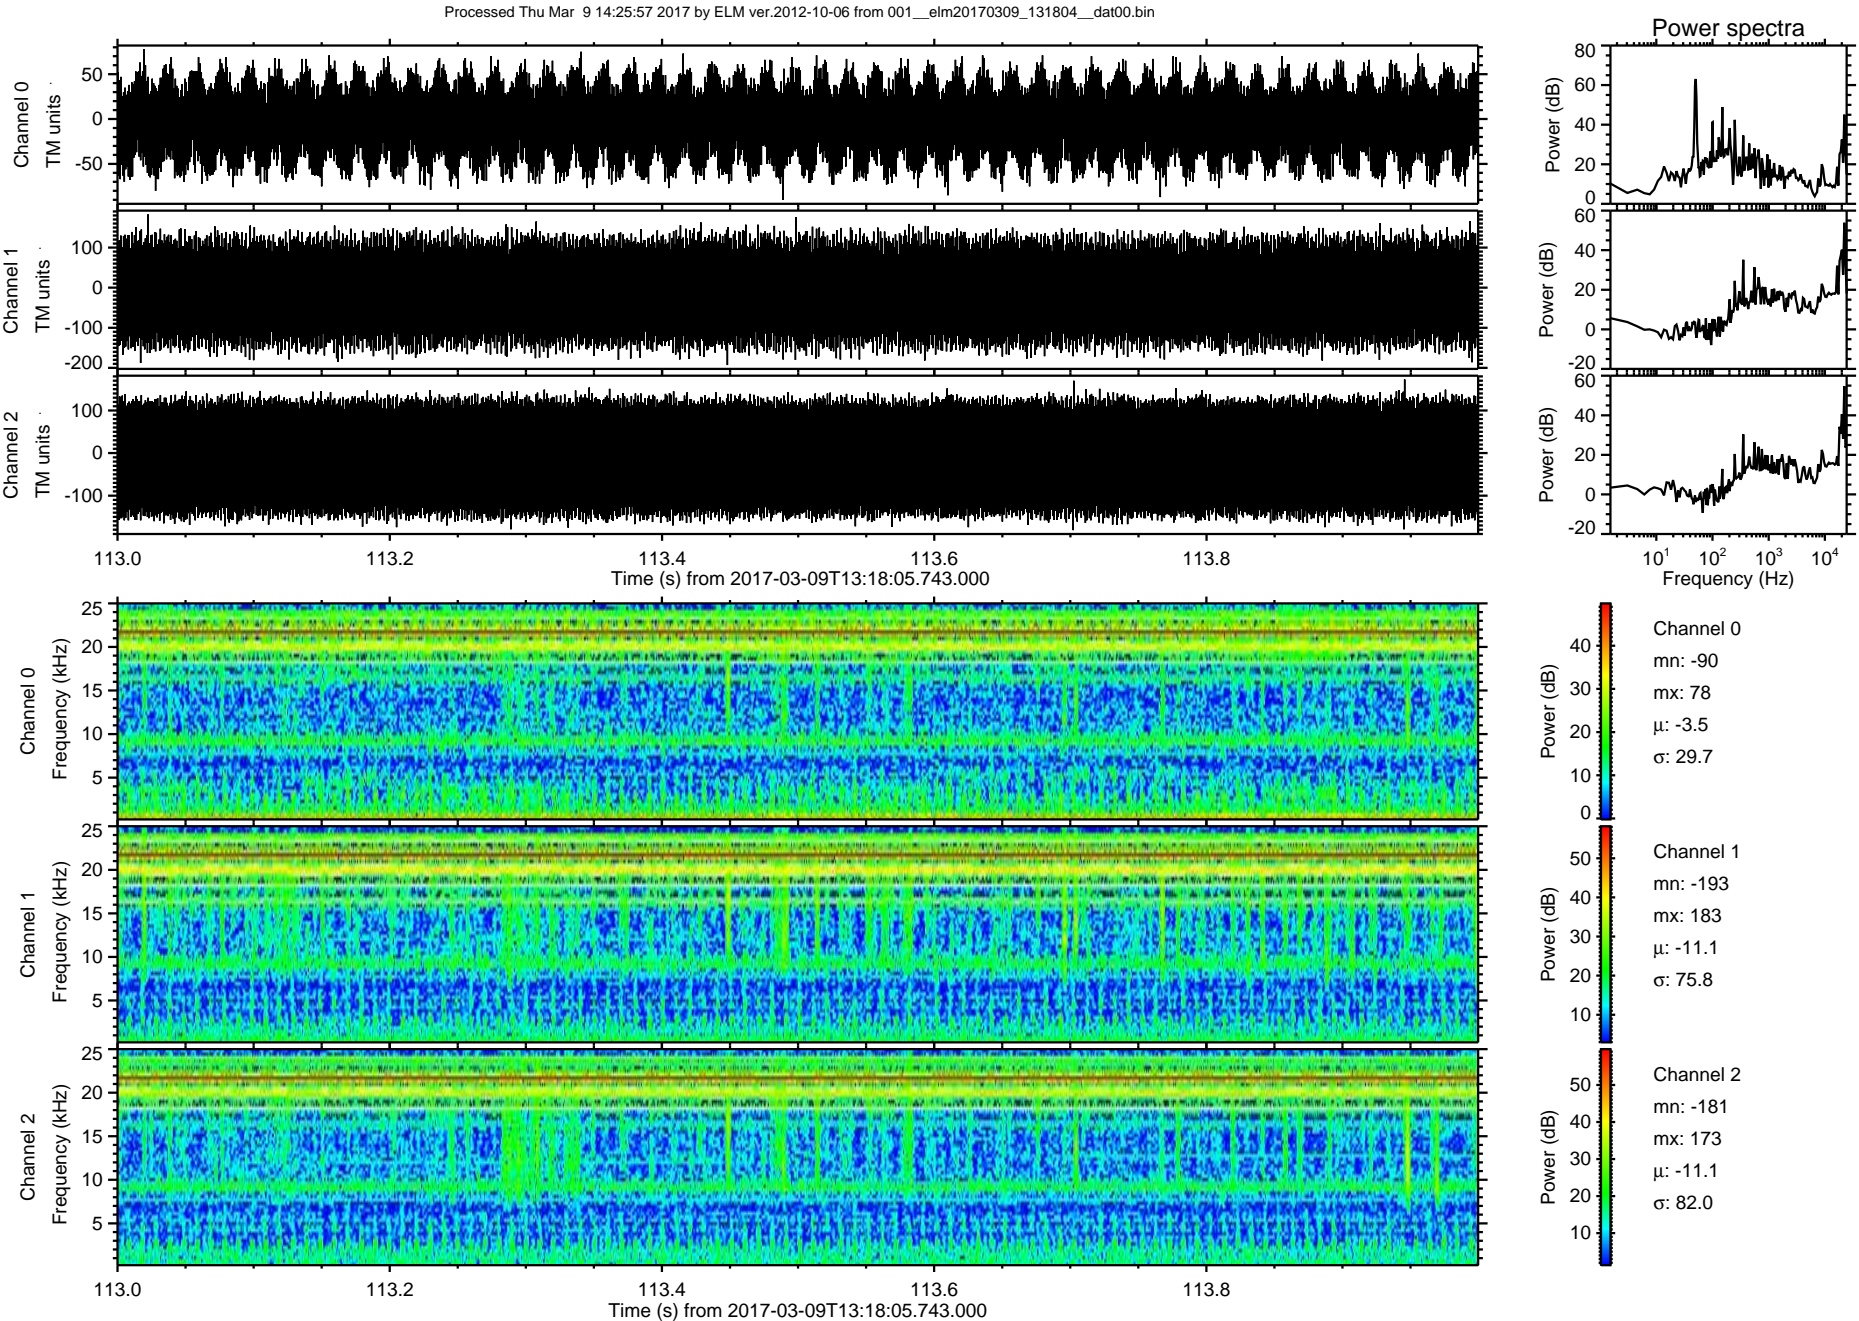 Processed Thu Mar  9 14:25:57 2017 by ELM ver.2012-10-06 from 001__elm20170309_131804__dat00.bin
Power spectra
Channel 0
TM units
50
0
-50
Power (dB)
80
60
40
20
0
Channel 1
TM units
100
0
-100
-200
Power (dB)
60
40
20
0
-20
Channel 2
TM units
100
0
-100
Power (dB)
60
40
20
0
-20
113.0 113.2 113.4 113.6 113.8
Time (s) from 2017-03-09T13:18:05.743.000
10^1 10^2 10^3 10^4
Frequency (Hz)
Channel 0
Frequency (kHz)
25
20
15
10
5
Power (dB)
40
30
20
10
0
Channel 0
mn: -90
mx: 78
μ: -3.5
σ: 29.7
Channel 1
Frequency (kHz)
25
20
15
10
5
Power (dB)
50
40
30
20
10
Channel 1
mn: -193
mx: 183
μ: -11.1
σ: 75.8
Channel 2
Frequency (kHz)
25
20
15
10
5
Power (dB)
50
40
30
20
10
Channel 2
mn: -181
mx: 173
μ: -11.1
σ: 82.0
113.0 113.2 113.4 113.6 113.8
Time (s) from 2017-03-09T13:18:05.743.000